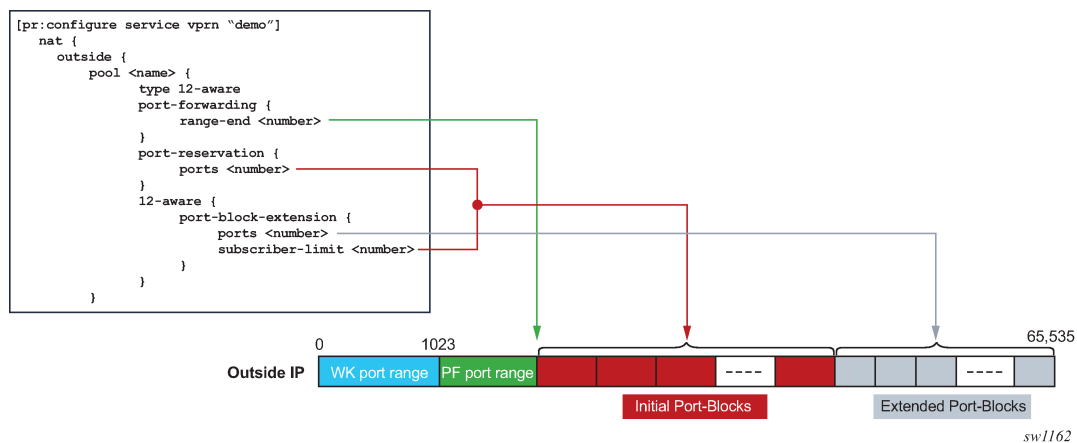 [pr:configure service vprn “demo”]
nat {
outside {
pool <name> {
type 12-aware
port-forwarding {
range-end <number>
}
port-reservation {
ports <number>
}
12-aware {
port-block-extension {
ports <number>
subscriber-limit <number>
}
}
}
0
1023
65,535
Outside IP
WK port range
PF port range
Initial Port-Blocks
Extended Port-Blocks
sw1162